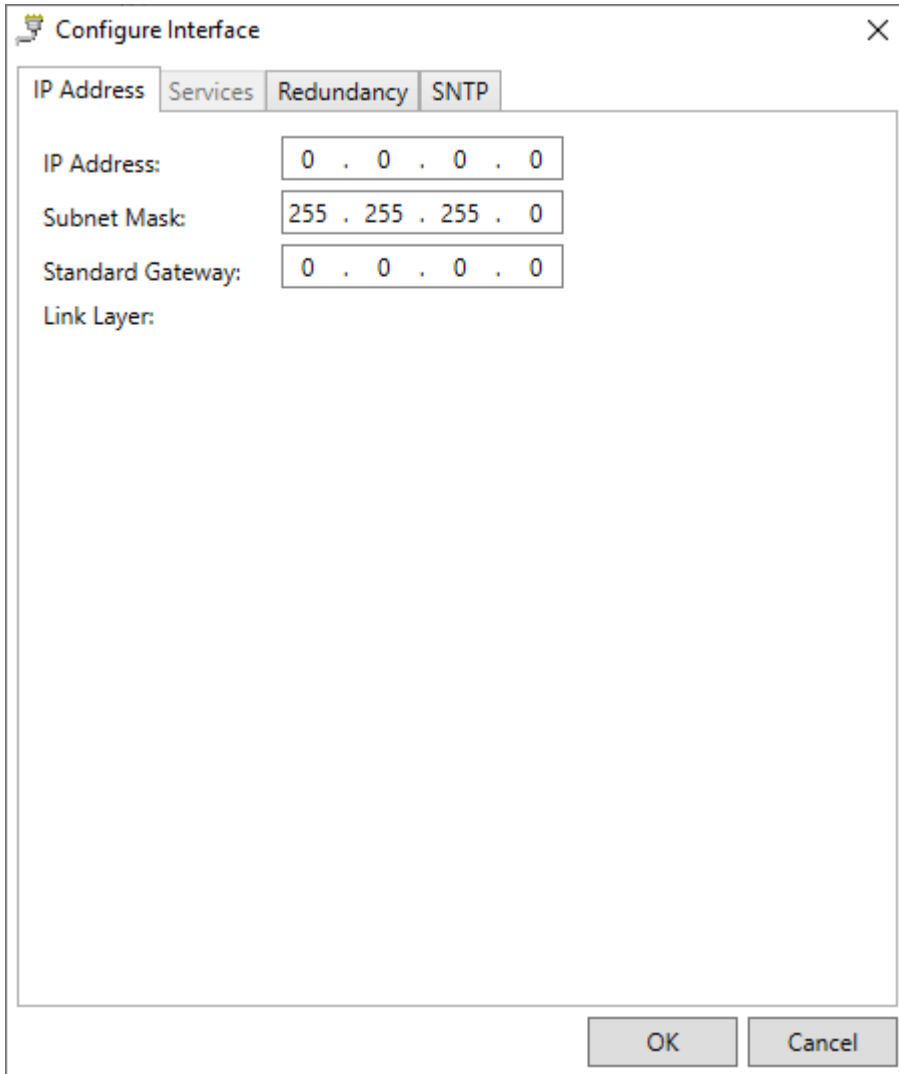 Configure Interface
IP Address Services Redundancy SNTP
IP Address: 0 . 0 . 0 . 0
Subnet Mask: 255 . 255 . 255 . 0
Standard Gateway: 0 . 0 . 0 . 0
Link Layer:
OK Cancel